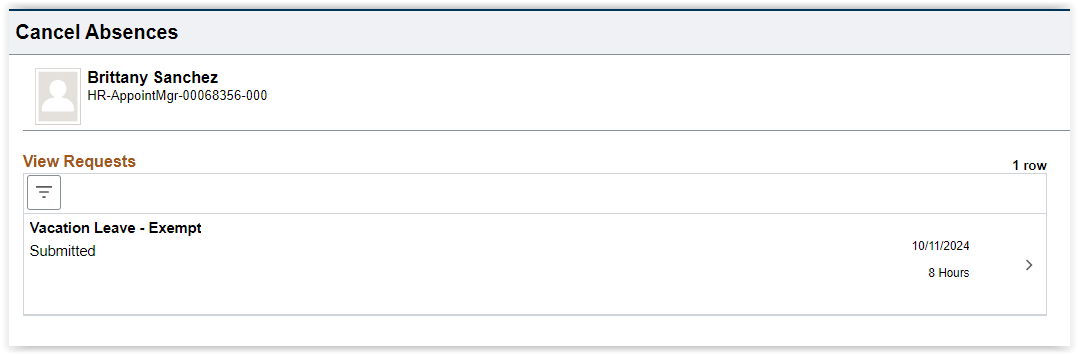 Cancel Absences
Brittany Sanchez
HR-AppointMgr-00068356-000
View Requests
1 row
Vacation Leave - Exempt
Submitted
10/11/2024
8 Hours